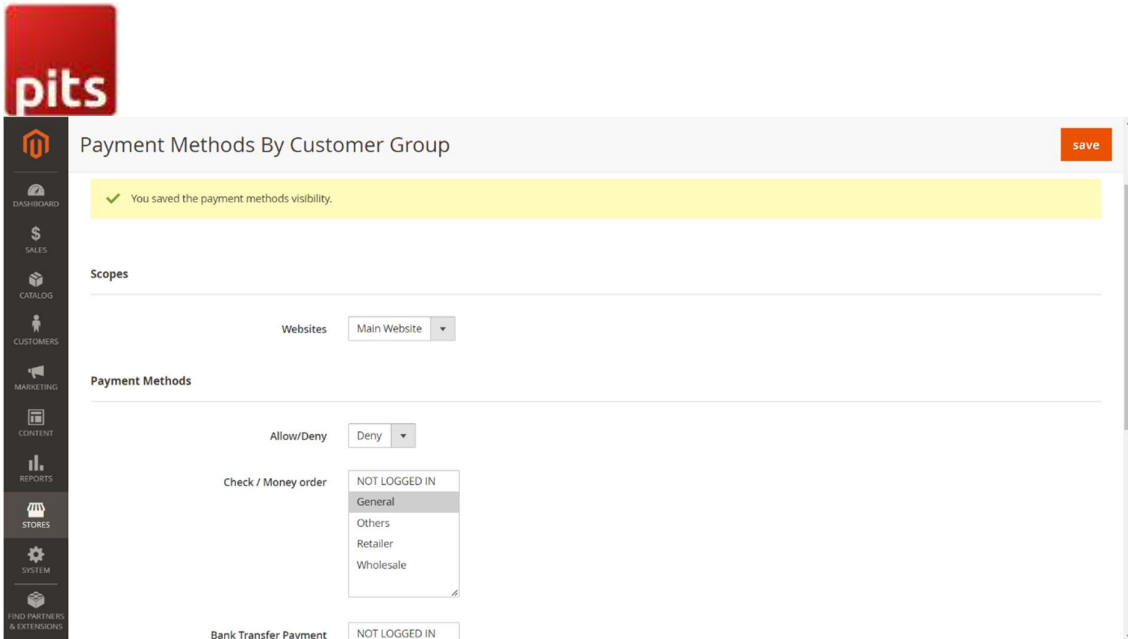 pits
Payment Methods By Customer Group
save
DASHBOARD
You saved the payment methods visibility.
$
SALES
Scopes
CATALOG
Websites Main Website
CUSTOMERS
MARKETING
Payment Methods
CONTENT
Allow/Deny Deny
REPORTS
Check / Money order NOT LOGGED IN
General
STORES
Others
Retailer
Wholesale
SYSTEM
FIND PARTNERS
& EXTENSIONS
Bank Transfer Payment NOT LOGGED IN